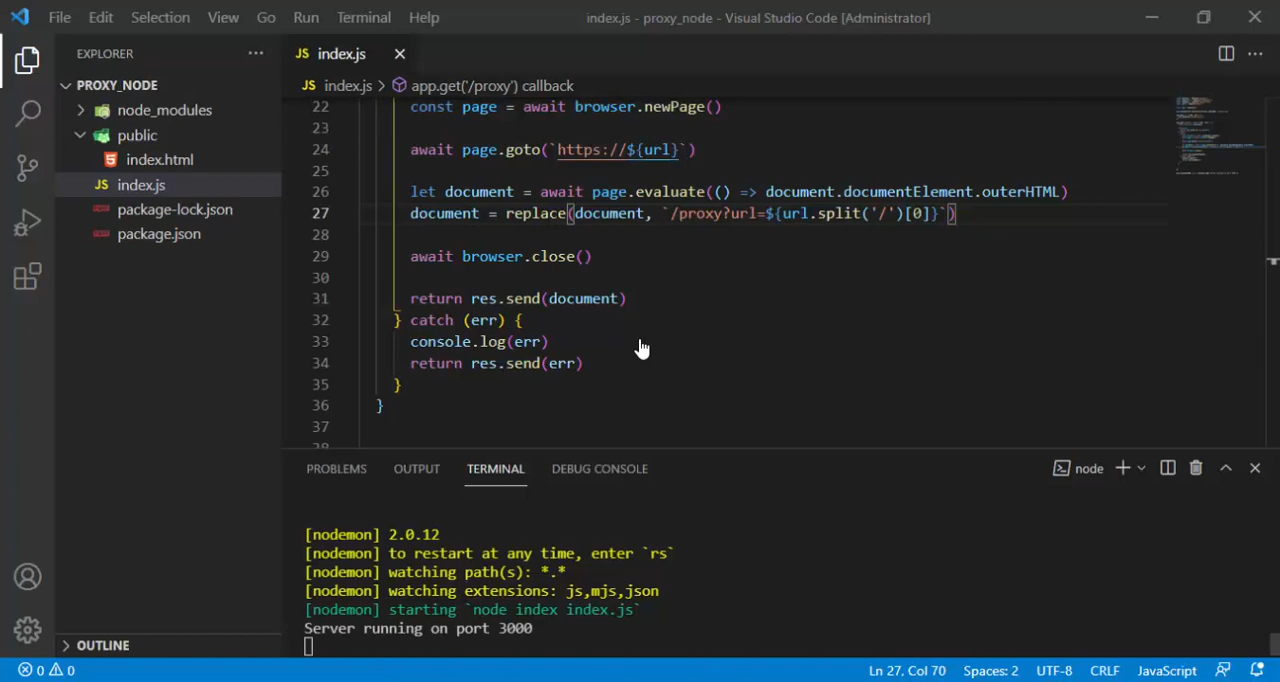 File Edit Selection View Go Run Terminal Help index.js - proxy_node - Visual Studio Code [Administrator]
EXPLORER
PROXY_NODE
node_modules
public
index.html
index.js
package-lock.json
package.json
OUTLINE
JS index.js
JS index.js > app.get('/proxy') callback
22 const page = await browser.newPage()
23
24 await page.goto(`https://${url}`)
25
26 let document = await page.evaluate(() => document.documentElement.outerHTML)
27 document = replace(document, `/proxy?url=${url.split('/')[0]}`)
28
29 await browser.close()
30
31 return res.send(document)
32 } catch (err) {
33 console.log(err)
34 return res.send(err)
35 }
36 }
37
38
PROBLEMS OUTPUT TERMINAL DEBUG CONSOLE node
[nodemon] 2.0.12
[nodemon] to restart at any time, enter `rs`
[nodemon] watching path(s): *.*
[nodemon] watching extensions: js,mjs,json
[nodemon] starting `node index index.js`
Server running on port 3000
0 0 Ln 27, Col 70 Spaces: 2 UTF-8 CRLF JavaScript